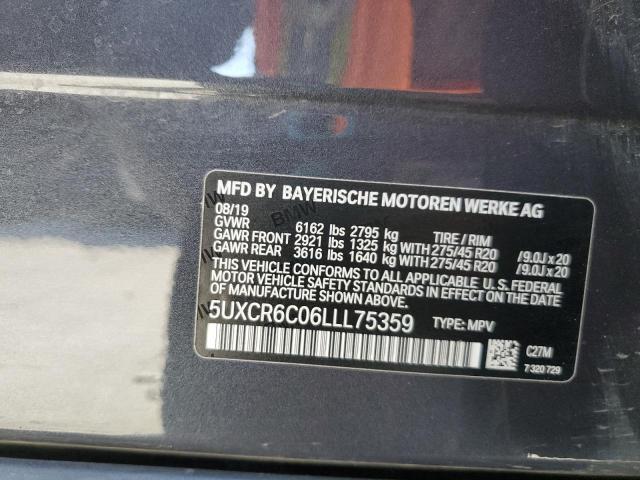 MFD BY BAYERISCHE MOTOREN WERKE AG
08/19
GVWR 6162 lbs 2795 kg TIRE / RIM
GAWR FRONT 2921 lbs 1325 kg WITH 275/45 R20 /9.0J x 20
GAWR REAR 3616 lbs 1640 kg WITH 275/45 R20 /9.0J x 20
THIS VEHICLE CONFORMS TO ALL APPLICABLE U.S. FEDERAL
MOTOR VEHICLE SAFETY STANDARDS IN EFFECT ON THE DATE
OF MANUFACTURE SHOWN ABOVE.
5UXCR6C06LLL75359 TYPE: MPV
C27M
7 320 729